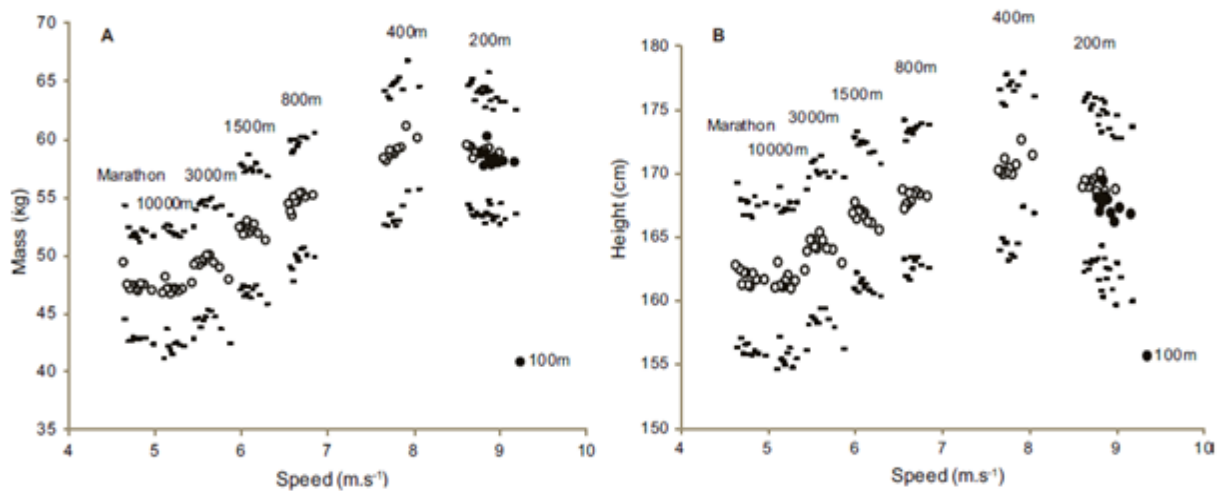 70
A
400m
200m
65
800m
1500m
60
3000m
Marathon
10000m
55
50
45
40
100m
35
4 5 6 7 8 9 10
Mass (kg)
Speed (m.s⁻¹)
B
400m
200m
180
800m
1500m
175
3000m
Marathon
10000m
170
165
160
155
100m
150
4 5 6 7 8 9 10
Height (cm)
Speed (m.s⁻¹)